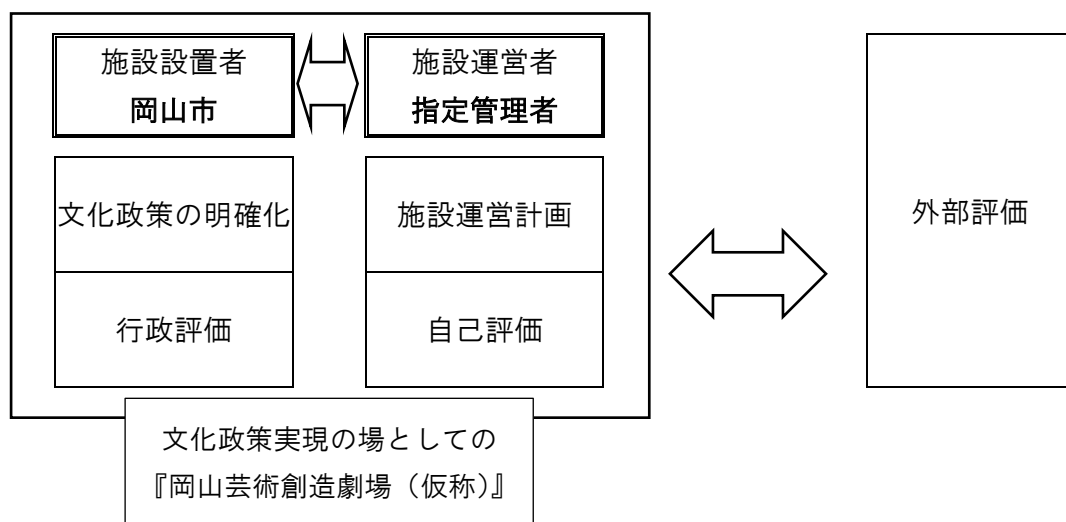 施設設置者
岡山市
施設運営者
指定管理者
文化政策の明確化
施設運営計画
外部評価
行政評価
自己評価
文化政策実現の場としての
『岡山芸術創造劇場（仮称）』